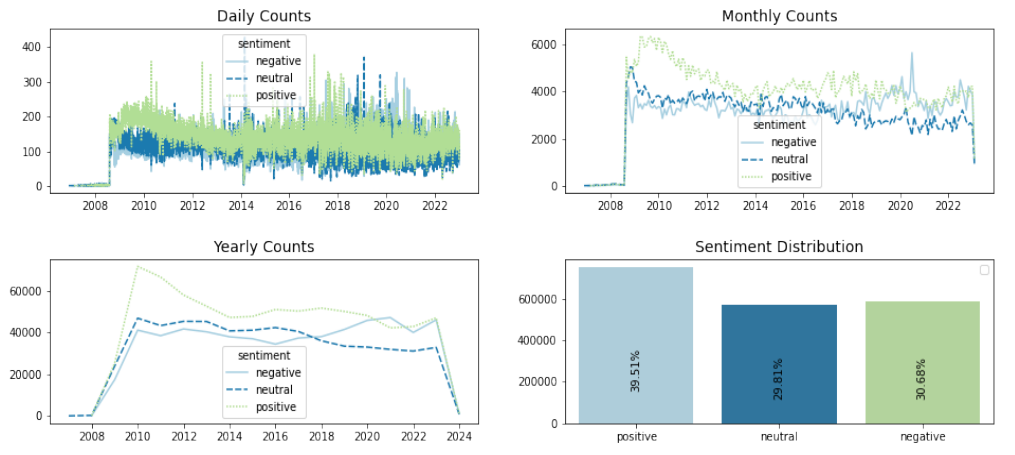 Daily Counts
400
300
200
100
0
sentiment
negative
neutral
positive
2008 2010 2012 2014 2016 2018 2020 2022
Monthly Counts
6000
4000
2000
0
sentiment
negative
neutral
positive
2008 2010 2012 2014 2016 2018 2020 2022
Yearly Counts
60000
40000
20000
0
sentiment
negative
neutral
positive
2008 2010 2012 2014 2016 2018 2020 2022 2024
Sentiment Distribution
600000
400000
200000
0
39.51%
29.81%
30.68%
positive neutral negative